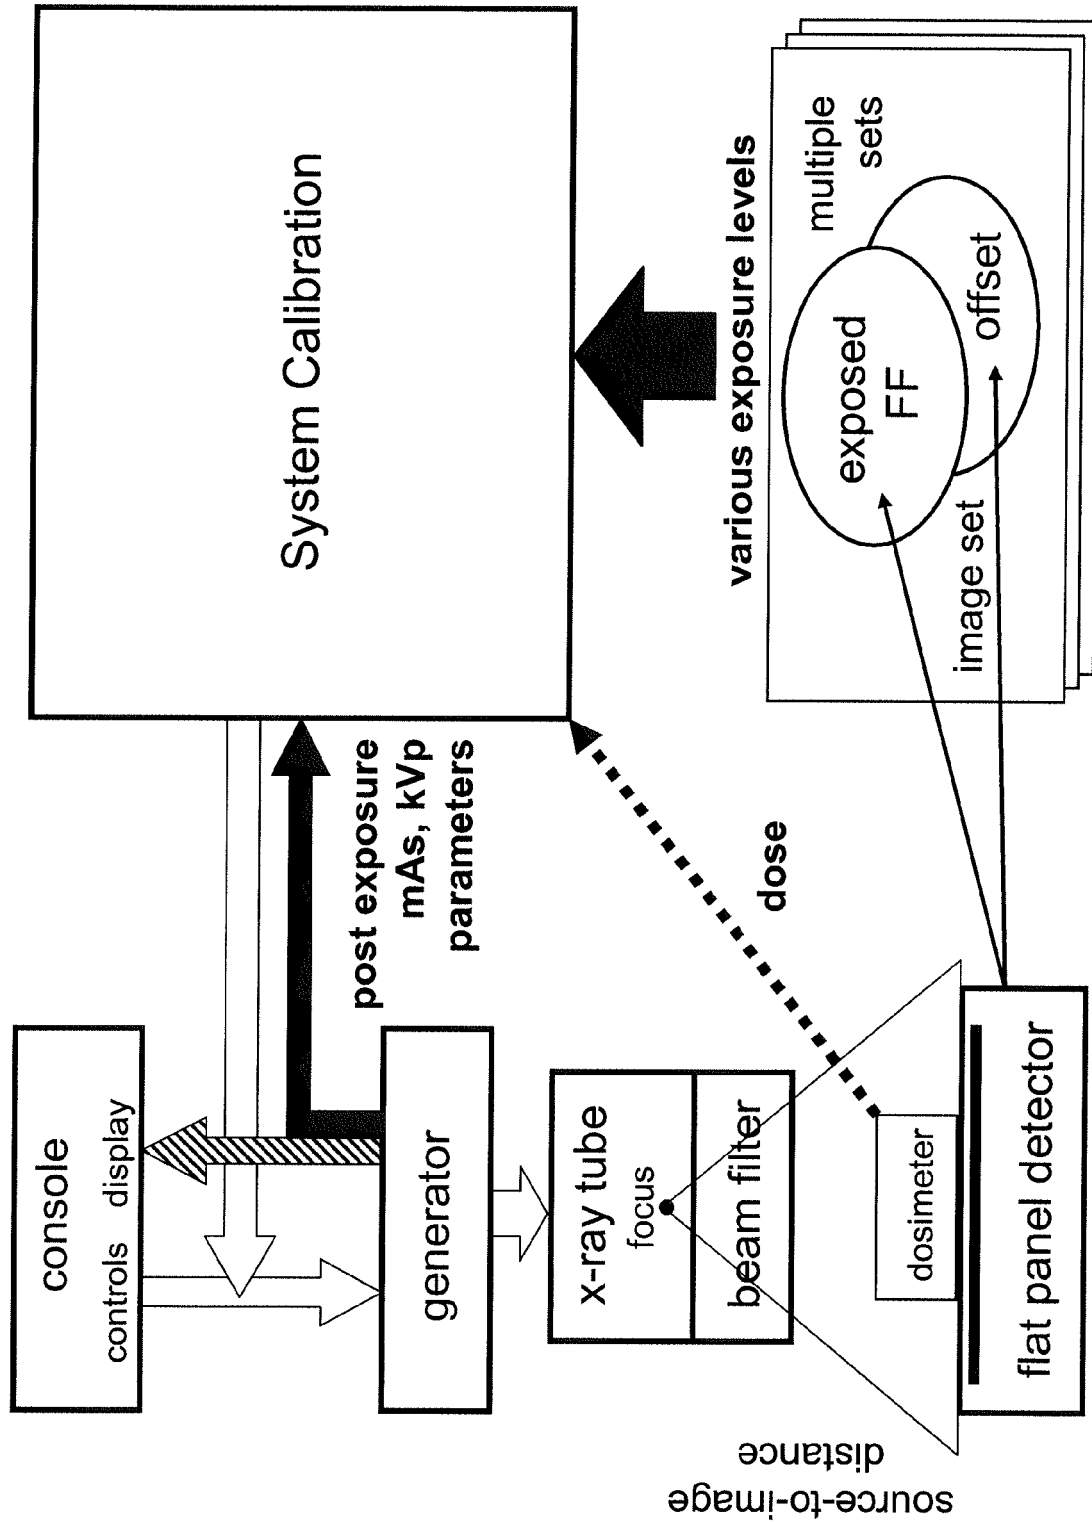 console
controls
display
generator
x-ray tube
focus
beam filter
dosimeter
flat panel detector
source-to-image
distance
post exposure
mAs, kVp
parameters
dose
System Calibration
various exposure levels
multiple
sets
exposed
FF
offset
image set